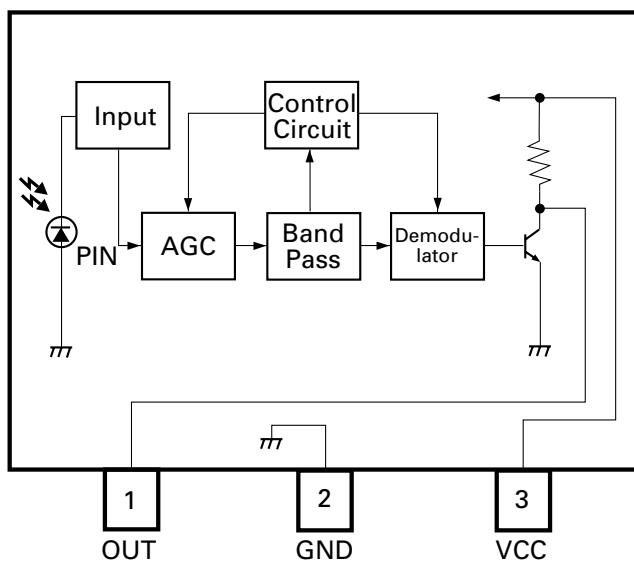 Input
Control
Circuit
PIN
AGC
Band
Pass
Demodu-
lator
1
2
3
OUT
GND
VCC